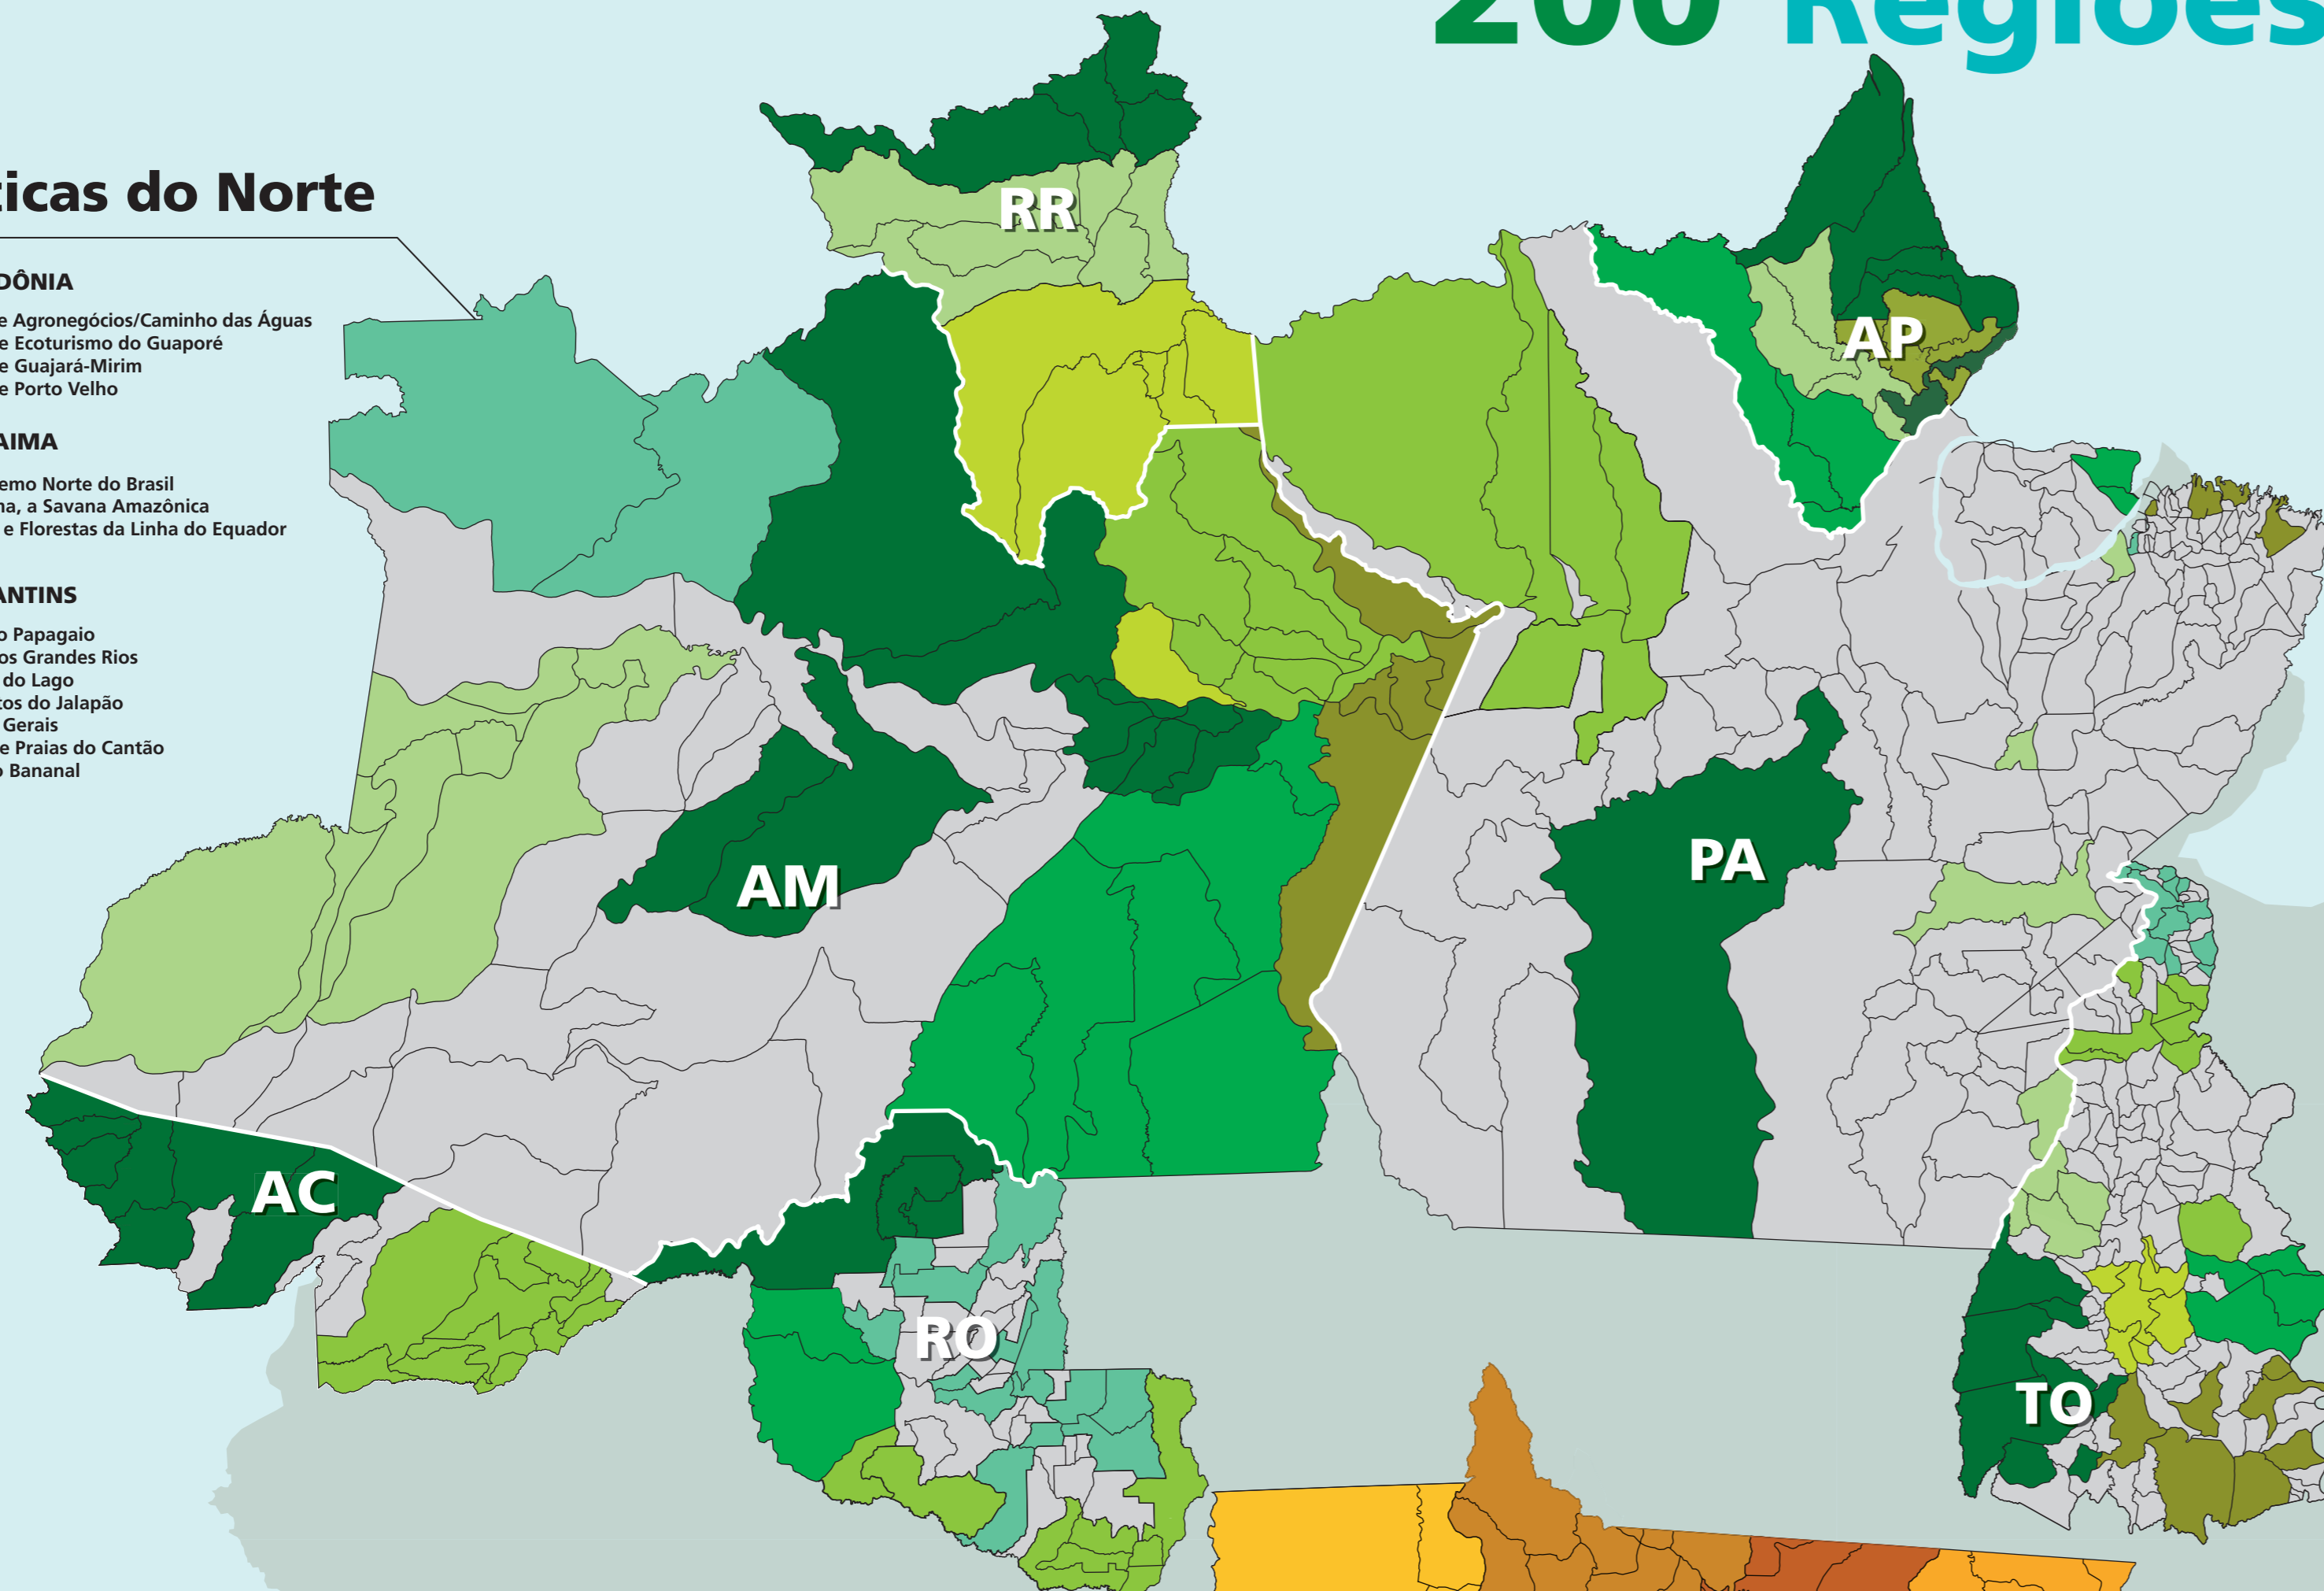 200 Regiões
ticas do Norte
DÔNIA
e Agronegócios/Caminho das Águas
e Ecoturismo do Guaporé
e Guajará-Mirim
e Porto Velho
AIMA
emo Norte do Brasil
na, a Savana Amazônica
e Florestas da Linha do Equador
ANTINS
o Papagaio
os Grandes Rios
do Lago
tos do Jalapão
Gerais
e Praias do Cantão
o Bananal
RR
AP
AM
PA
AC
RO
TO